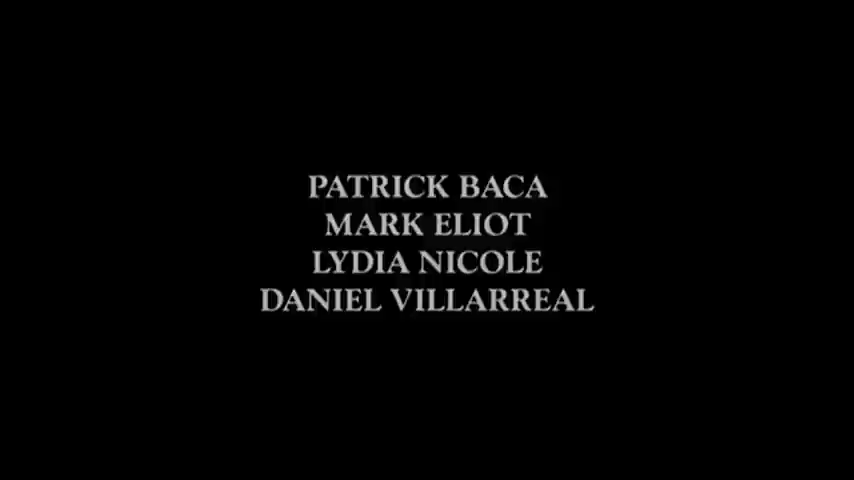 PATRICK BACA
MARK ELIOT
LYDIA NICOLE
DANIEL VILLARREAL